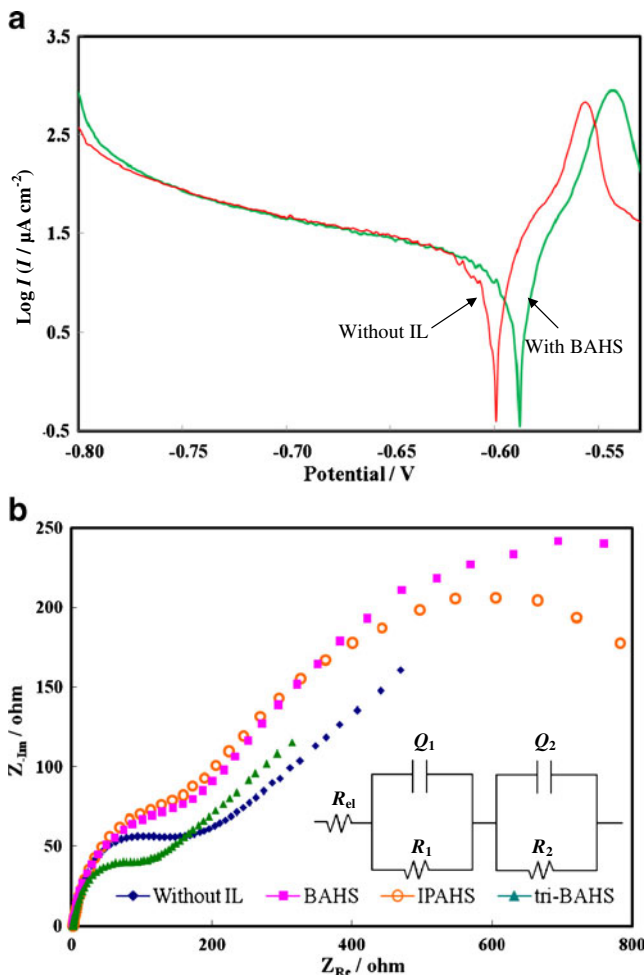 a
3.5
2.5
1.5
0.5
-0.5
Log I (I / µA cm-2)
Without IL
With BAHS
-0.80 -0.75 -0.70 -0.65 -0.60 -0.55
Potential / V
b
250
200
150
100
50
0
Z-Im / ohm
Q1 Q2
Rel
R1 R2
Without IL BAHS IPAHS tri-BAHS
0 200 400 600 800
ZRe / ohm